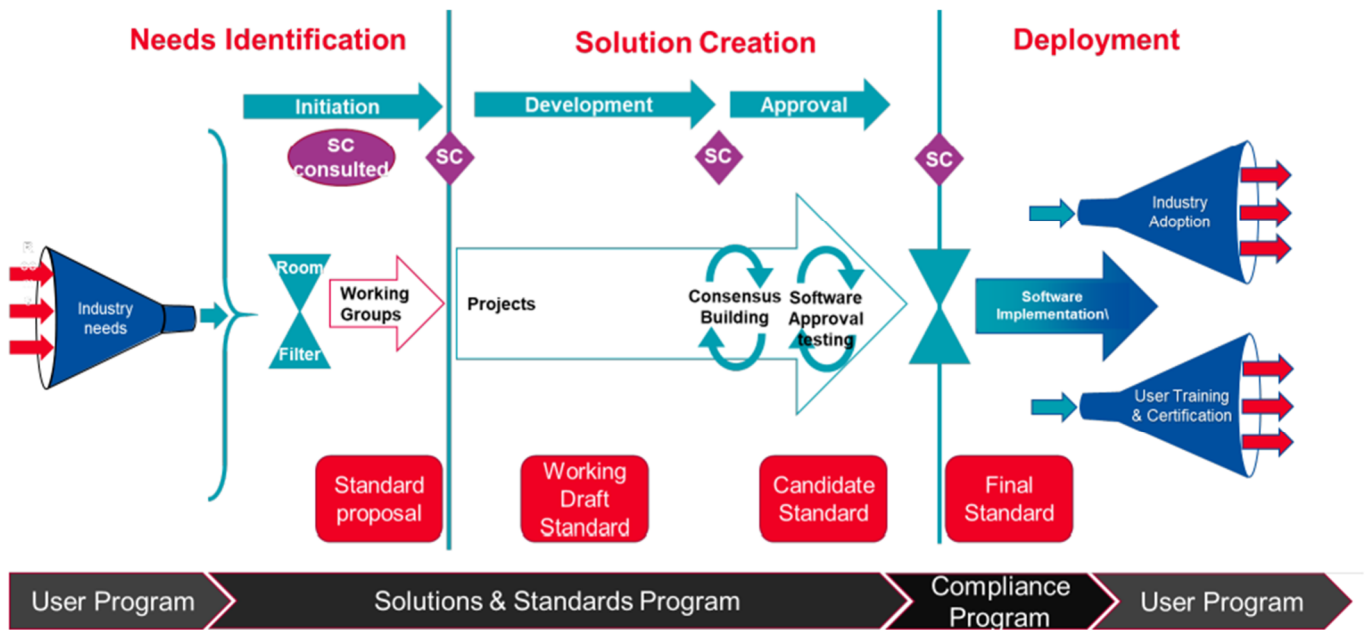 Needs Identification
Solution Creation
Deployment
Initiation
Development
Approval
SC
consulted
SC
SC
SC
Industry
needs
Room
Filter
Working
Groups
Projects
Consensus
Building
Software
Approval
testing
Software
Implementation\
Industry
Adoption
User Training
& Certification
Standard
proposal
Working
Draft
Standard
Candidate
Standard
Final
Standard
User Program
Solutions & Standards Program
Compliance
Program
User Program